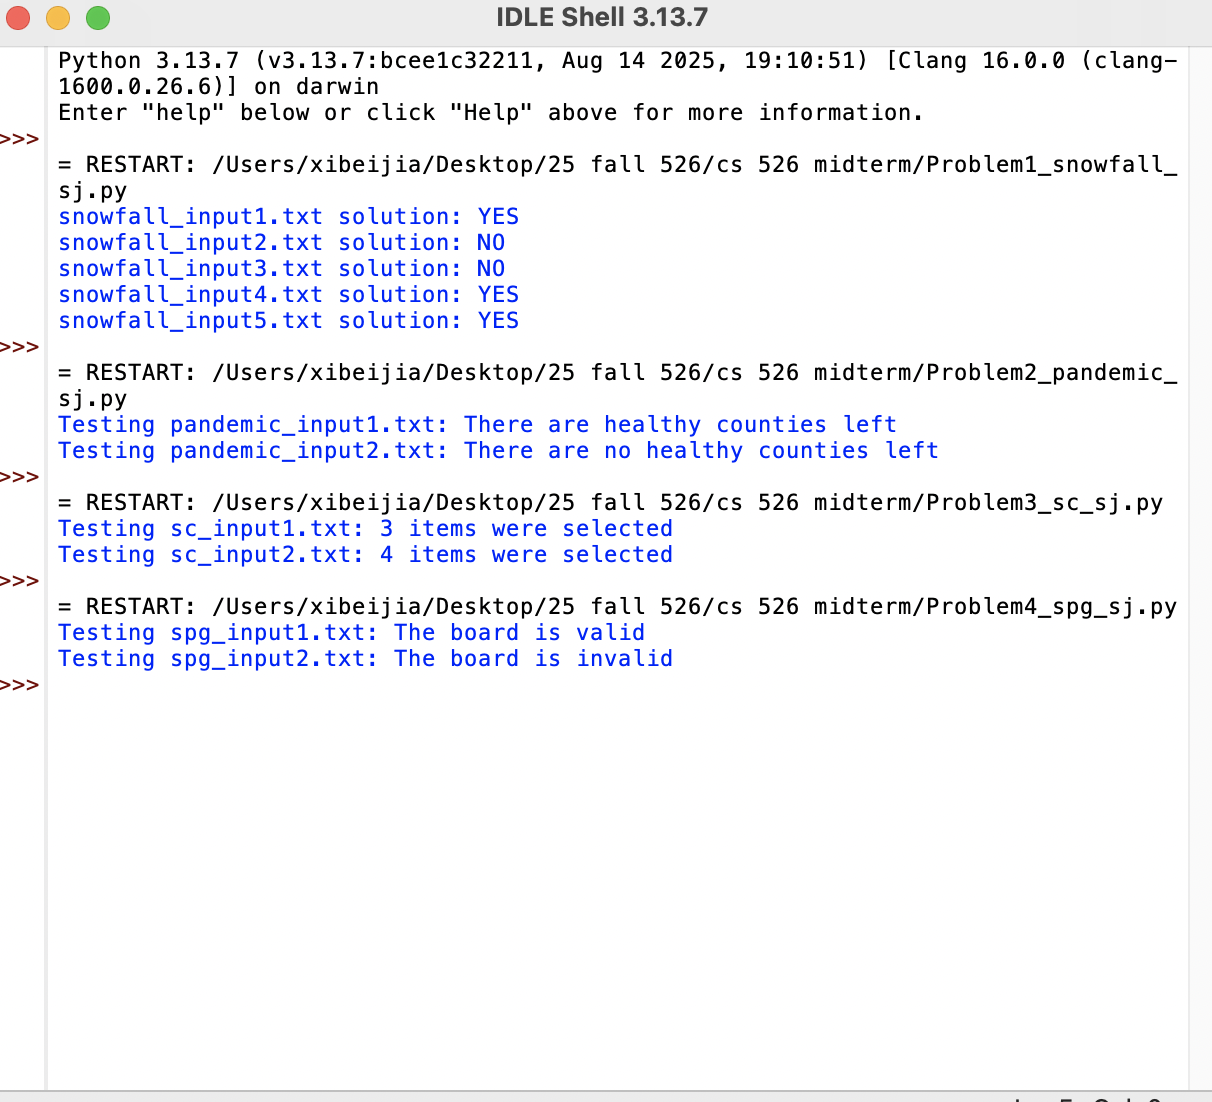 IDLE Shell 3.13.7
Python 3.13.7 (v3.13.7:bcee1c32211, Aug 14 2025, 19:10:51) [Clang 16.0.0 (clang-
1600.0.26.6)] on darwin
Enter "help" below or click "Help" above for more information.
>>>
= RESTART: /Users/xibeijia/Desktop/25 fall 526/cs 526 midterm/Problem1_snowfall_
sj.py
snowfall_input1.txt solution: YES
snowfall_input2.txt solution: NO
snowfall_input3.txt solution: NO
snowfall_input4.txt solution: YES
snowfall_input5.txt solution: YES
>>>
= RESTART: /Users/xibeijia/Desktop/25 fall 526/cs 526 midterm/Problem2_pandemic_
sj.py
Testing pandemic_input1.txt: There are healthy counties left
Testing pandemic_input2.txt: There are no healthy counties left
>>>
= RESTART: /Users/xibeijia/Desktop/25 fall 526/cs 526 midterm/Problem3_sc_sj.py
Testing sc_input1.txt: 3 items were selected
Testing sc_input2.txt: 4 items were selected
>>>
= RESTART: /Users/xibeijia/Desktop/25 fall 526/cs 526 midterm/Problem4_spg_sj.py
Testing spg_input1.txt: The board is valid
Testing spg_input2.txt: The board is invalid
>>>